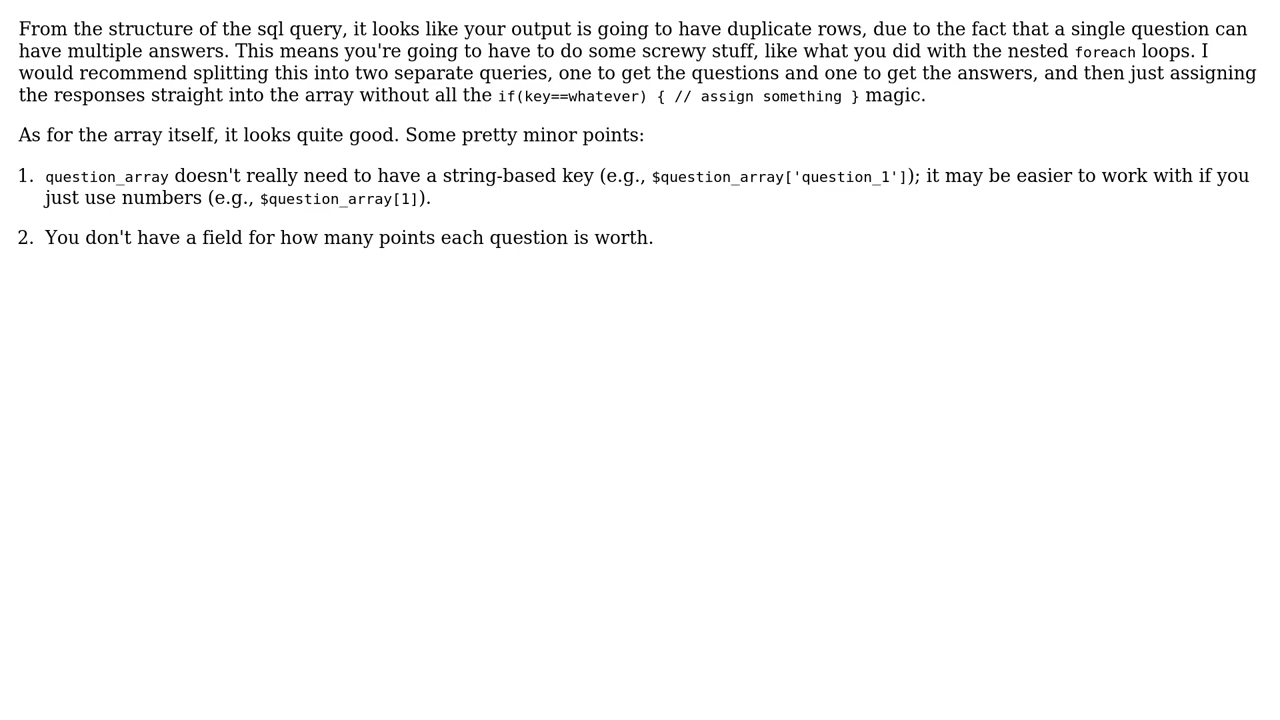 From the structure of the sql query, it looks like your output is going to have duplicate rows, due to the fact that a single question can
have multiple answers. This means you're going to have to do some screwy stuff, like what you did with the nested foreach loops. I
would recommend splitting this into two separate queries, one to get the questions and one to get the answers, and then just assigning
the responses straight into the array without all the if(key==whatever) { // assign something } magic.
As for the array itself, it looks quite good. Some pretty minor points:
1. question_array doesn't really need to have a string-based key (e.g., $question_array['question_1']); it may be easier to work with if you
just use numbers (e.g., $question_array[1]).
2. You don't have a field for how many points each question is worth.